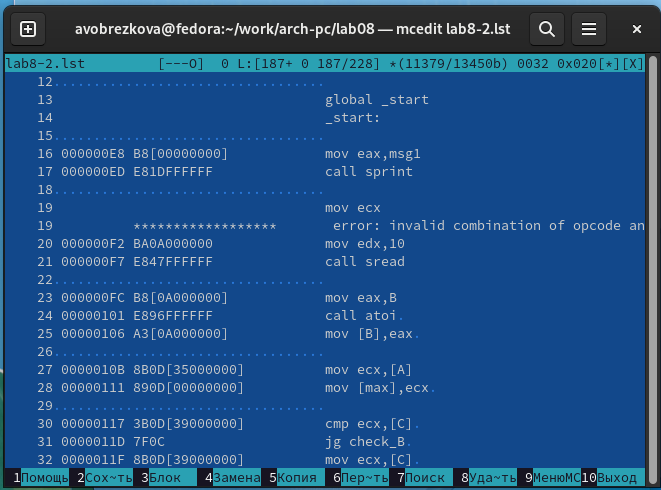 avobrezkova@fedora:~/work/arch-pc/lab08 — mcedit lab8-2.lst
lab8-2.lst [---O] 0 L:[187+ 0 187/228] *(11379/13450b) 0032 0x020[*][X]
12.................................
13 global _start
14 _start:
15.................................
16 000000E8 B8[00000000] mov eax,msg1
17 000000ED E81DFFFFFF call sprint
18.................................
19 mov ecx
19 ****************** error: invalid combination of opcode an
20 000000F2 BA0A000000 mov edx,10
21 000000F7 E847FFFFFF call sread
22.................................
23 000000FC B8[0A000000] mov eax,B
24 00000101 E896FFFFFF call atoi.
25 00000106 A3[0A000000] mov [B],eax.
26.................................
27 0000010B 8B0D[35000000] mov ecx,[A]
28 00000111 890D[00000000] mov [max],ecx.
29.................................
30 00000117 3B0D[39000000] cmp ecx,[C].
31 0000011D 7F0C jg check_B.
32 0000011F 8B0D[39000000] mov ecx,[C].
1Помощь 2Сох~ть 3Блок 4Замена 5Копия 6Пер~ть 7Поиск 8Уда~ть 9МенюMC 10Выход